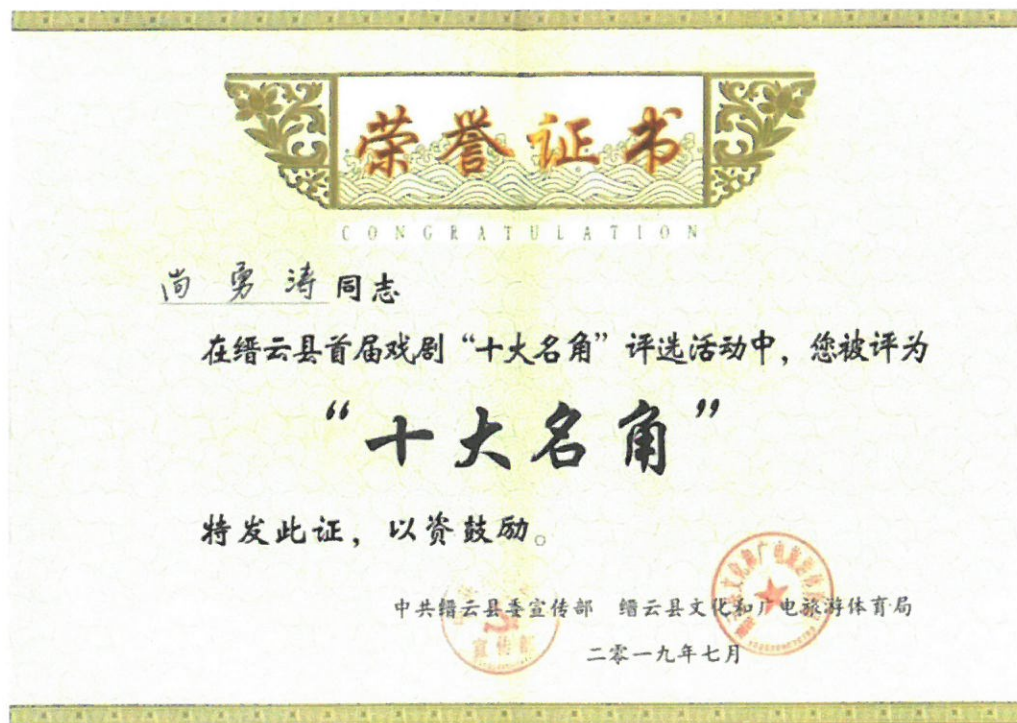 荣誉证书
CONGRATULATION
尚勇涛同志
在缙云县首届戏剧“十大名角”评选活动中，您被评为
“十大名角”
特发此证，以资鼓励。
中共缙云县委宣传部 缙云县文化和广电旅游体育局
宣传部
二零一九年七月